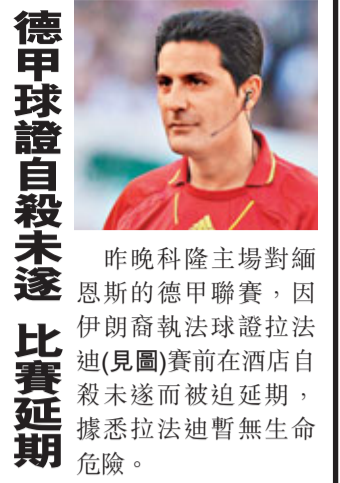 德甲球證自殺未遂 比賽延期
昨晚科隆主場對緬
恩斯的德甲聯賽，因
伊朗裔執法球證拉法
迪(見圖)賽前在酒店自
殺未遂而被迫延期，
據悉拉法迪暫無生命
危險。